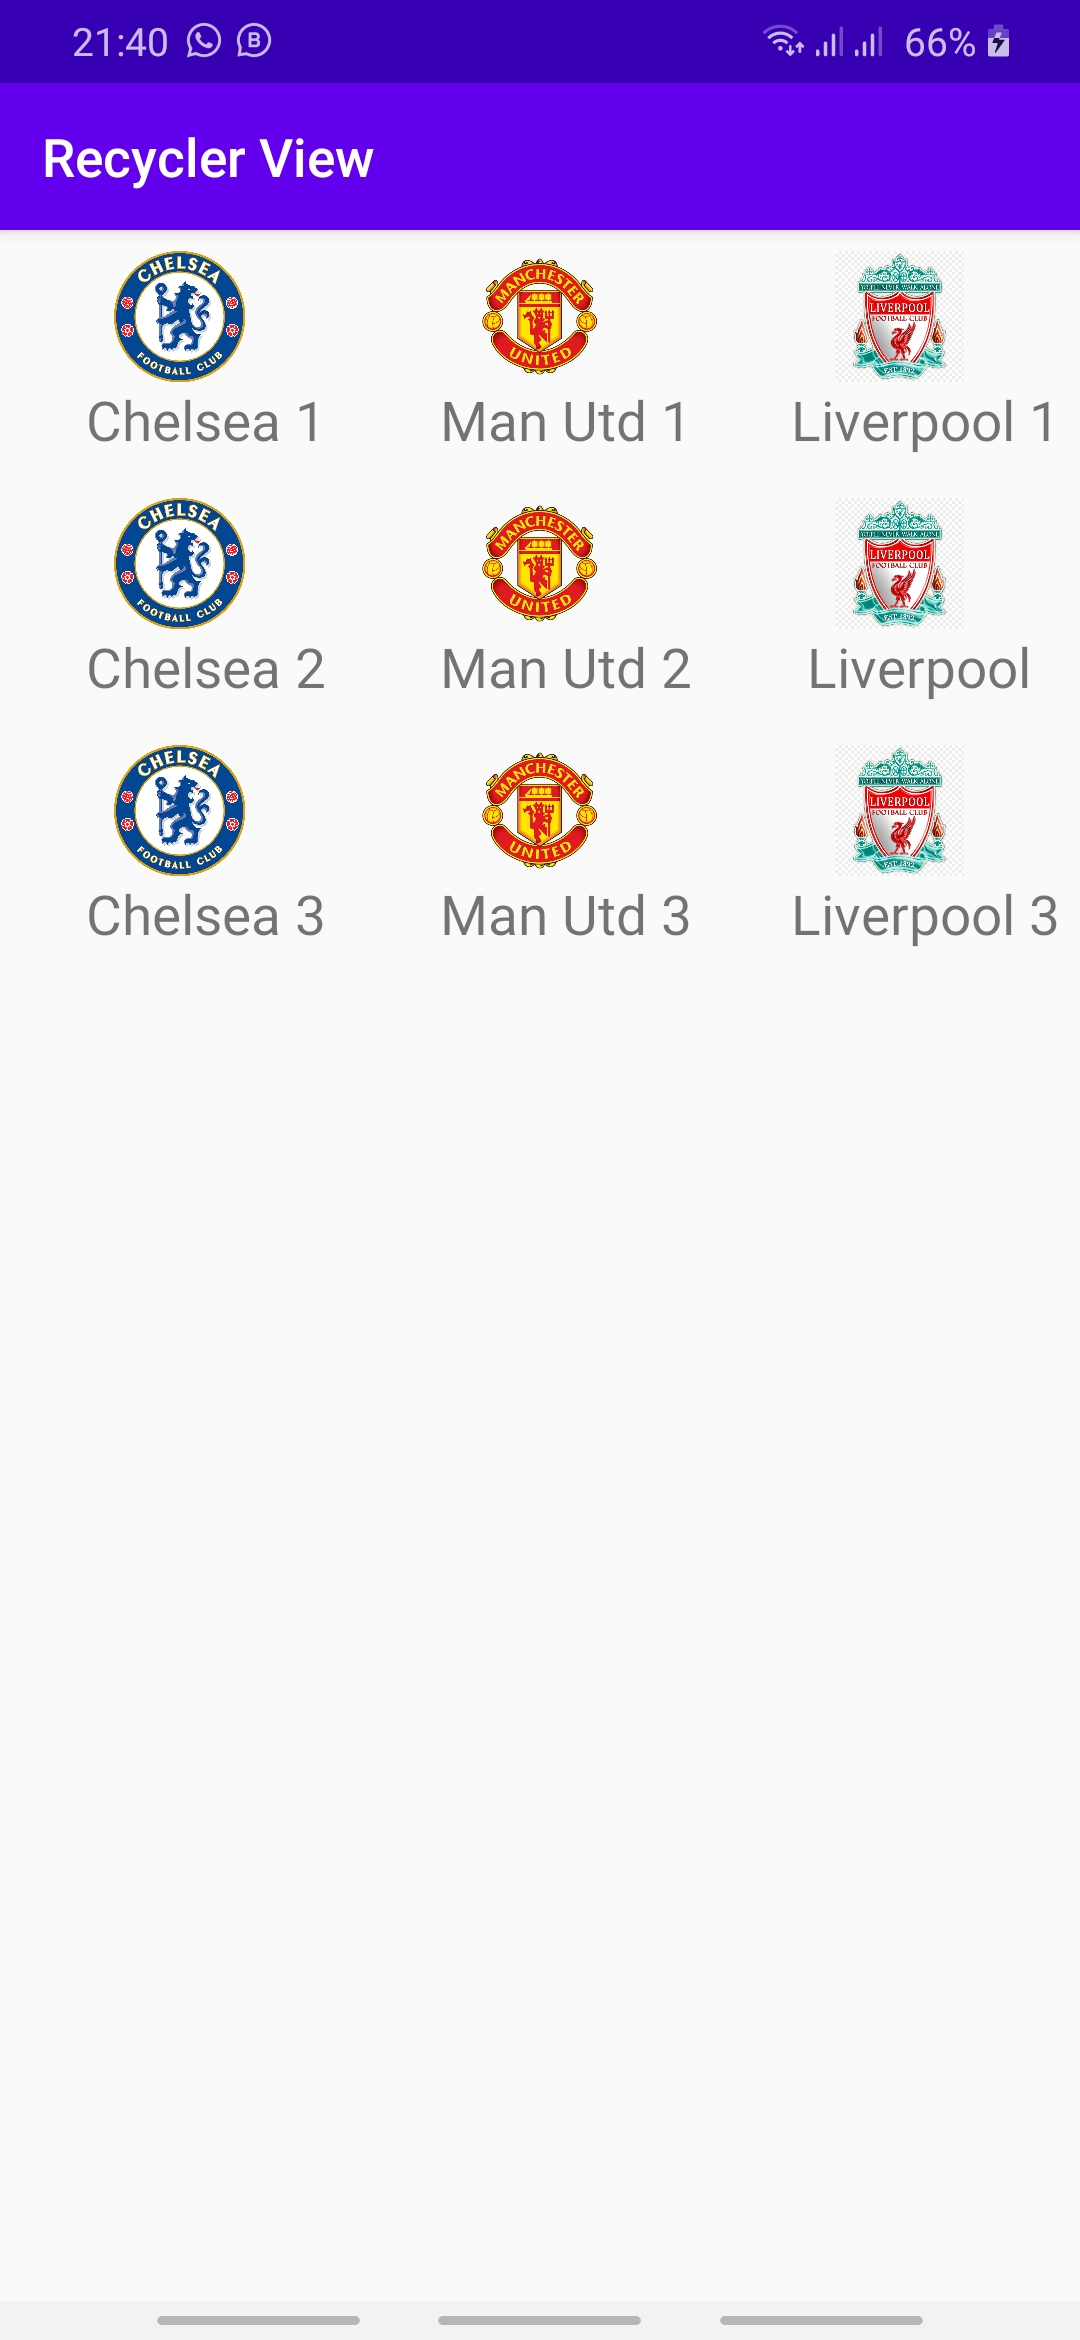 21:40 66%
Recycler View
CHELSEA FOOTBALL CLUB
MANCHESTER UNITED
YOU'LL NEVER WALK ALONE LIVERPOOL FOOTBALL CLUB EST 1892
Chelsea 1 Man Utd 1 Liverpool 1
CHELSEA FOOTBALL CLUB
MANCHESTER UNITED
YOU'LL NEVER WALK ALONE LIVERPOOL FOOTBALL CLUB EST 1892
Chelsea 2 Man Utd 2 Liverpool
CHELSEA FOOTBALL CLUB
MANCHESTER UNITED
YOU'LL NEVER WALK ALONE LIVERPOOL FOOTBALL CLUB EST 1892
Chelsea 3 Man Utd 3 Liverpool 3